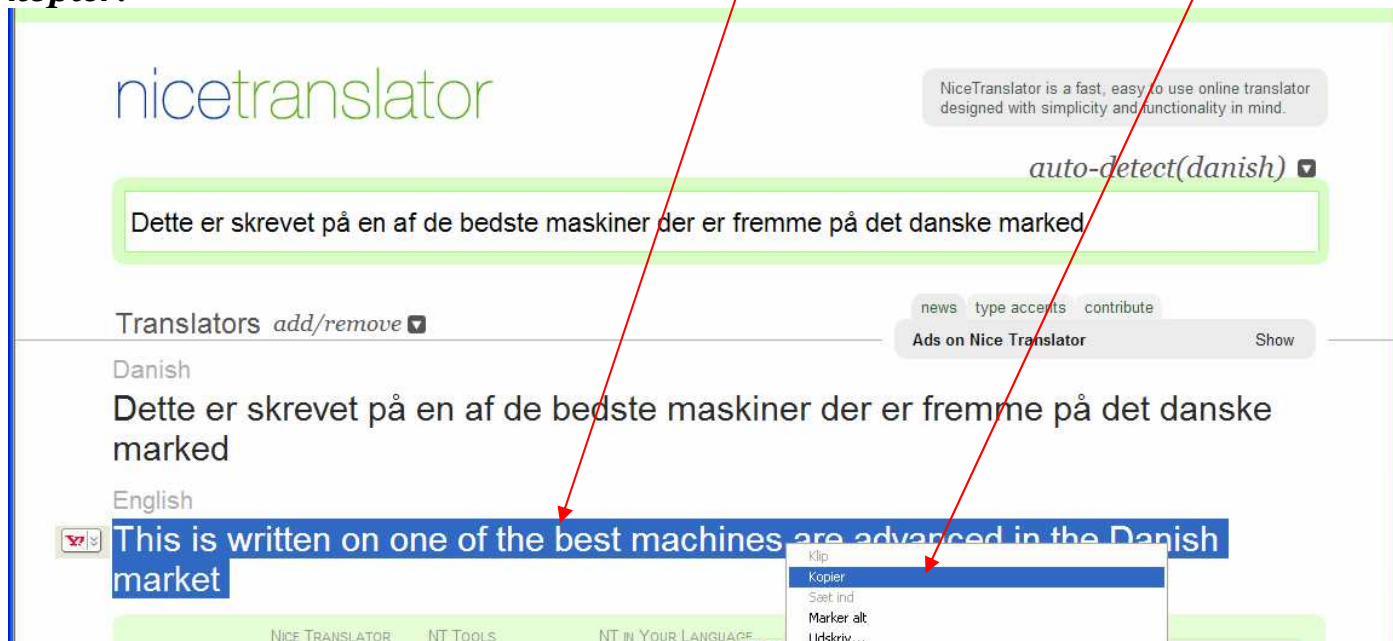 kopier.
nicetranslator
NiceTranslator is a fast, easy to use online translator
designed with simplicity and functionality in mind.
auto-detect(danish)
Dette er skrevet på en af de bedste maskiner der er fremme på det danske marked
news type accents contribute
Translators add/remove
Ads on Nice Translator Show
Danish
Dette er skrevet på en af de bedste maskiner der er fremme på det danske
marked
English
This is written on one of the best machines are advanced in the Danish
market
Klip
Kopier
Sæt ind
Marker alt
Udskriv...
NICE TRANSLATOR NT TOOLS NT IN YOUR LANGUAGE